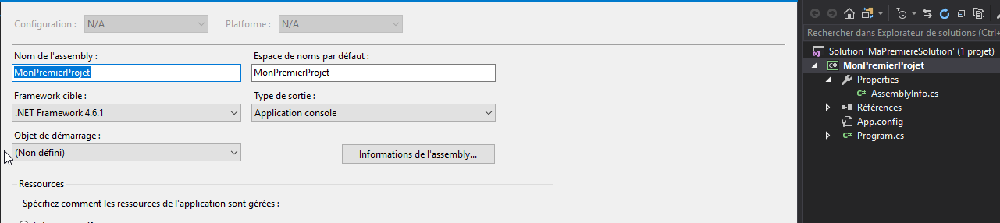 Configuration : N/A Plateforme : N/A
Nom de l'assembly : Espace de noms par défaut :
MonPremierProjet MonPremierProjet
Framework cible : Type de sortie :
.NET Framework 4.6.1 Application console
Objet de démarrage :
(Non défini) Informations de l'assembly...
Ressources
Spécifiez comment les ressources de l'application sont gérées :
Rechercher dans Explorateur de solutions (Ctrl+
Solution 'MaPremiereSolution' (1 projet)
C# MonPremierProjet
Properties
C# AssemblyInfo.cs
Références
App.config
C# Program.cs